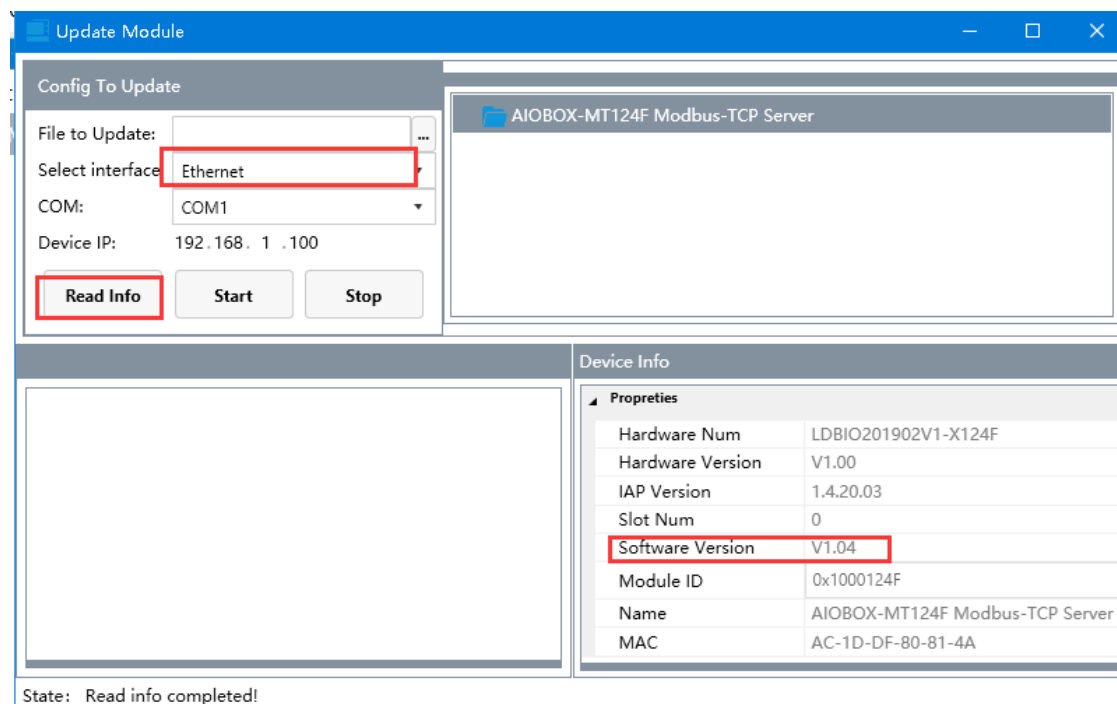 Update Module
Config To Update
File to Update:
...
Select interface
Ethernet
COM:
COM1
Device IP:
192.168. 1 .100
Read Info
Start
Stop
AIOBOX-MT124F Modbus-TCP Server
Device Info
Propreties
Hardware Num
LDBIO201902V1-X124F
Hardware Version
V1.00
IAP Version
1.4.20.03
Slot Num
0
Software Version
V1.04
Module ID
0x1000124F
Name
AIOBOX-MT124F Modbus-TCP Server
MAC
AC-1D-DF-80-81-4A
State: Read info completed!